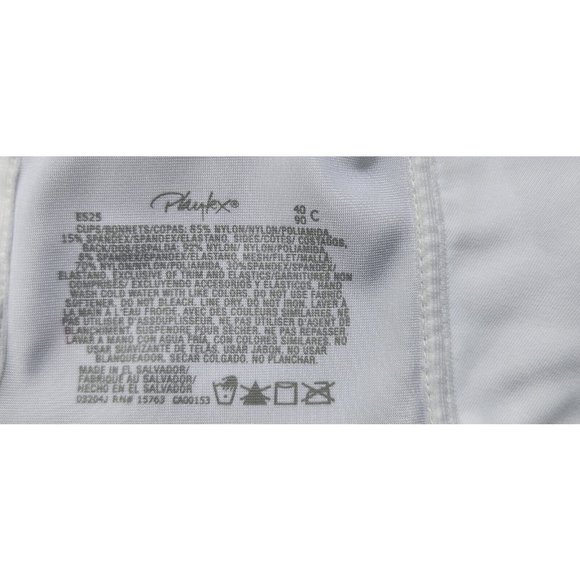 Playtex®
ES25 40 C
90
CUPS/BONNETS/COPAS: 85% NYLON/NYLON/POLIAMIDA,
15% SPANDEX/SPANDEX/ELASTANO, SIDES/COTES/COSTADOS,
BACK/DOS/ESPALDA: 92% NYLON/NYLON/POLIAMIDA
SPANDEX/SPANDEX/ELASTANO, MESH/FILET/MALLA
NYLON/NYLON/POLIAMIDA, SPANDEX/SPANDEX/
ELASTANO. EXCLUSIVE OF TRIM AND ELASTICS/GARNITURES NON
COMPRISES/EXCLUYENDO ACCESORIOS Y ELASTICOS. HAND
WASH COLD WATER WITH LIKE COLORS. DO NOT USE FABRIC
SOFTENER. DO NOT BLEACH. LINE DRY. DO NOT IRON. LAVER À
LA MAIN A L'EAU FROIDE, AVEC DES COULEURS SIMILAIRES. NE
PAS UTILISER D'ASSOUPLISSEUR. NE PAS UTILISER D'AGENT DE
BLANCHIMENT. SUSPENDRE POUR SÉCHER. NE PAS REPASSER.
LAVAR A MANO CON AGUA FRIA, CON COLORES SIMILARES. NO
USAR SUAVIZANTE DE TELAS. USAR JABON. NO USAR
BLANQUEADOR. SECAR COLGADO. NO PLANCHAR.
MADE IN EL SALVADOR/
FABRIQUE AU SALVADOR/
HECHO EN EL SALVADOR
03204J RN# 15763 CA00153